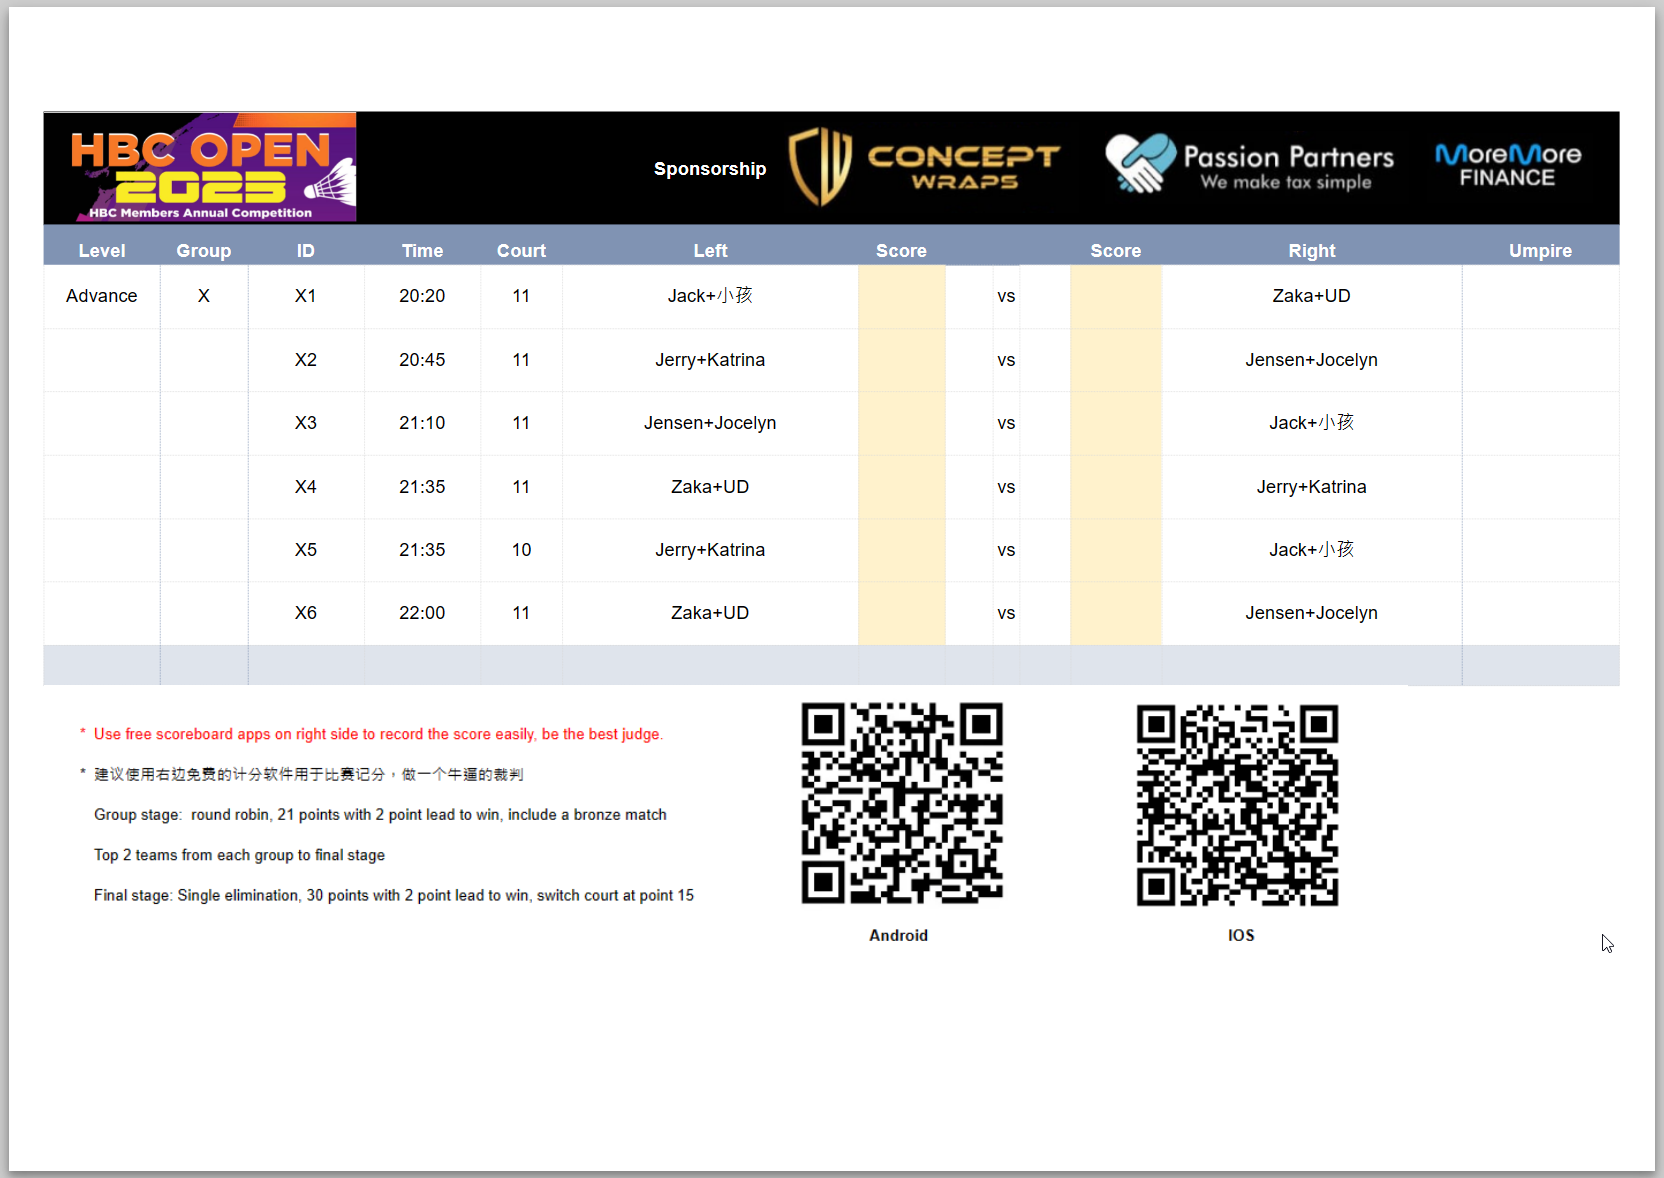 HBC OPEN
2023
HBC Members Annual Competition
Sponsorship
CONCEPT
WRAPS
Passion Partners
We make tax simple
MoreMore
FINANCE
Level Group ID Time Court Left Score Score Right Umpire
Advance X X1 20:20 11 Jack+小孩 vs Zaka+UD
X2 20:45 11 Jerry+Katrina vs Jensen+Jocelyn
X3 21:10 11 Jensen+Jocelyn vs Jack+小孩
X4 21:35 11 Zaka+UD vs Jerry+Katrina
X5 21:35 10 Jerry+Katrina vs Jack+小孩
X6 22:00 11 Zaka+UD vs Jensen+Jocelyn
* Use free scoreboard apps on right side to record the score easily, be the best judge.
* 建议使用右边免费的计分软件用于比赛记分，做一个牛逼的裁判
Group stage: round robin, 21 points with 2 point lead to win, include a bronze match
Top 2 teams from each group to final stage
Final stage: Single elimination, 30 points with 2 point lead to win, switch court at point 15
Android
IOS